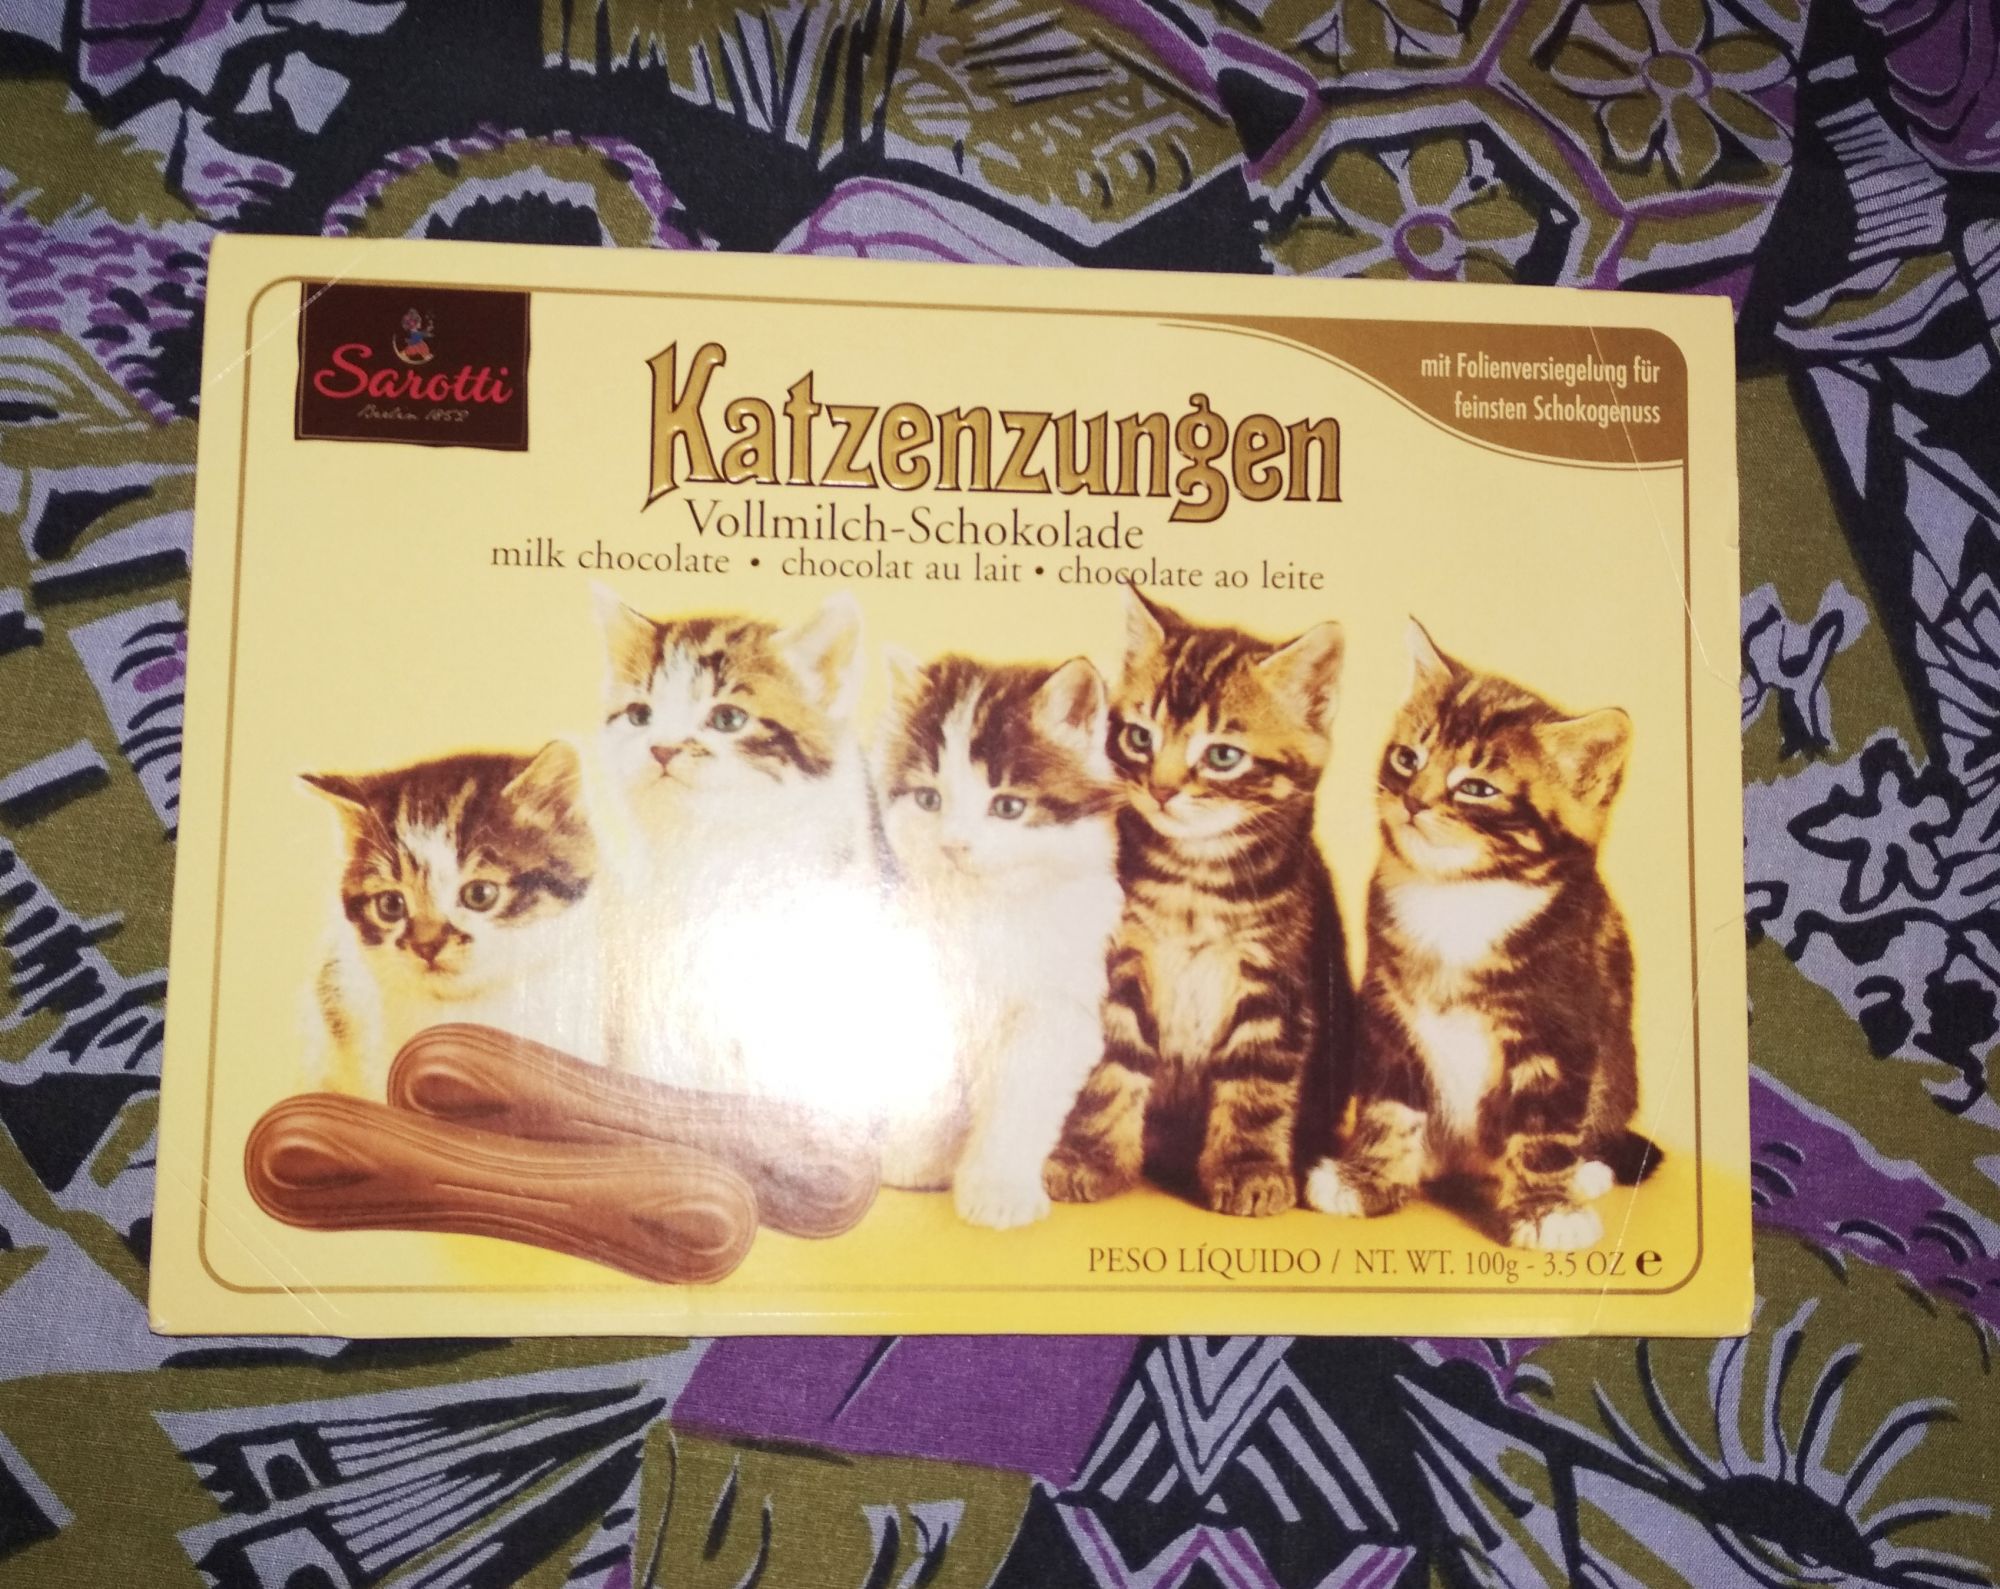 Sarotti
Berlin 1852
Katzenzungen
mit Folienversiegelung für
feinsten Schokogenuss
Vollmilch-Schokolade
milk chocolate • chocolat au lait • chocolate ao leite
PESO LÍQUIDO / NT. WT. 100g - 3.5 OZ ℮